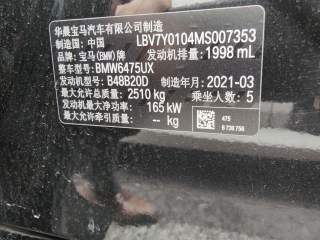 华晨宝马汽车有限公司制造
制造国:中国 LBV7Y0104MS007353
品牌:宝马(BMW)牌 发动机排量:1998 mL
整车型号:BMW6475UX
发动机型号:B48B20D 制造年月:2021-03
最大允许总质量:2510 kg 乘坐人数:5
发动机最大净功率: 165 kW
最大允许牵引质量: -- kg
475
8 736 756